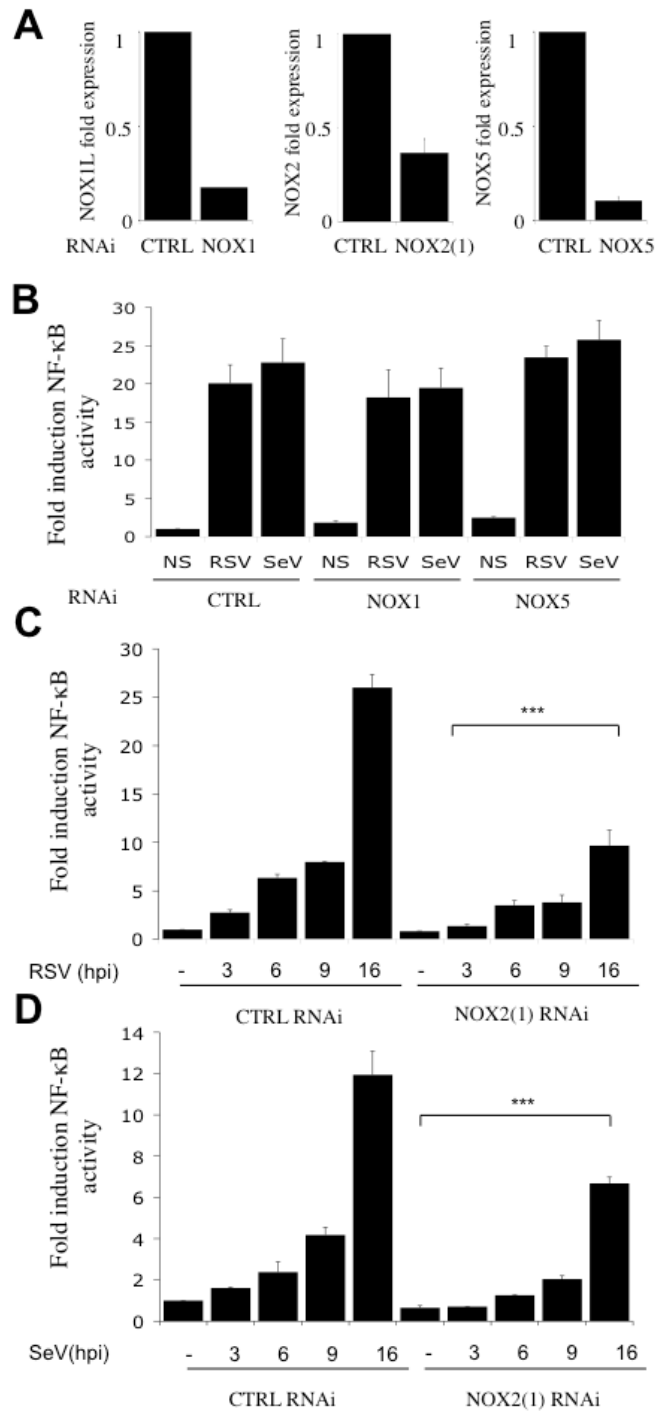 A
NOX1L fold expression
1
0.5
0
NOX2 fold expression
1
0.5
0
NOX5 fold expression
1
0.5
0
RNAi CTRL NOX1 CTRL NOX2(1) CTRL NOX5
B
Fold induction NF-κB
activity
30
25
20
15
10
5
0
NS RSV SeV NS RSV SeV NS RSV SeV
RNAi CTRL NOX1 NOX5
C
Fold induction NF-κB
activity
30
25
20
15
10
5
0
***
RSV (hpi) - 3 6 9 16 - 3 6 9 16
CTRL RNAi NOX2(1) RNAi
D
Fold induction NF-κB
activity
14
12
10
8
6
4
2
0
***
SeV(hpi) - 3 6 9 16 - 3 6 9 16
CTRL RNAi NOX2(1) RNAi